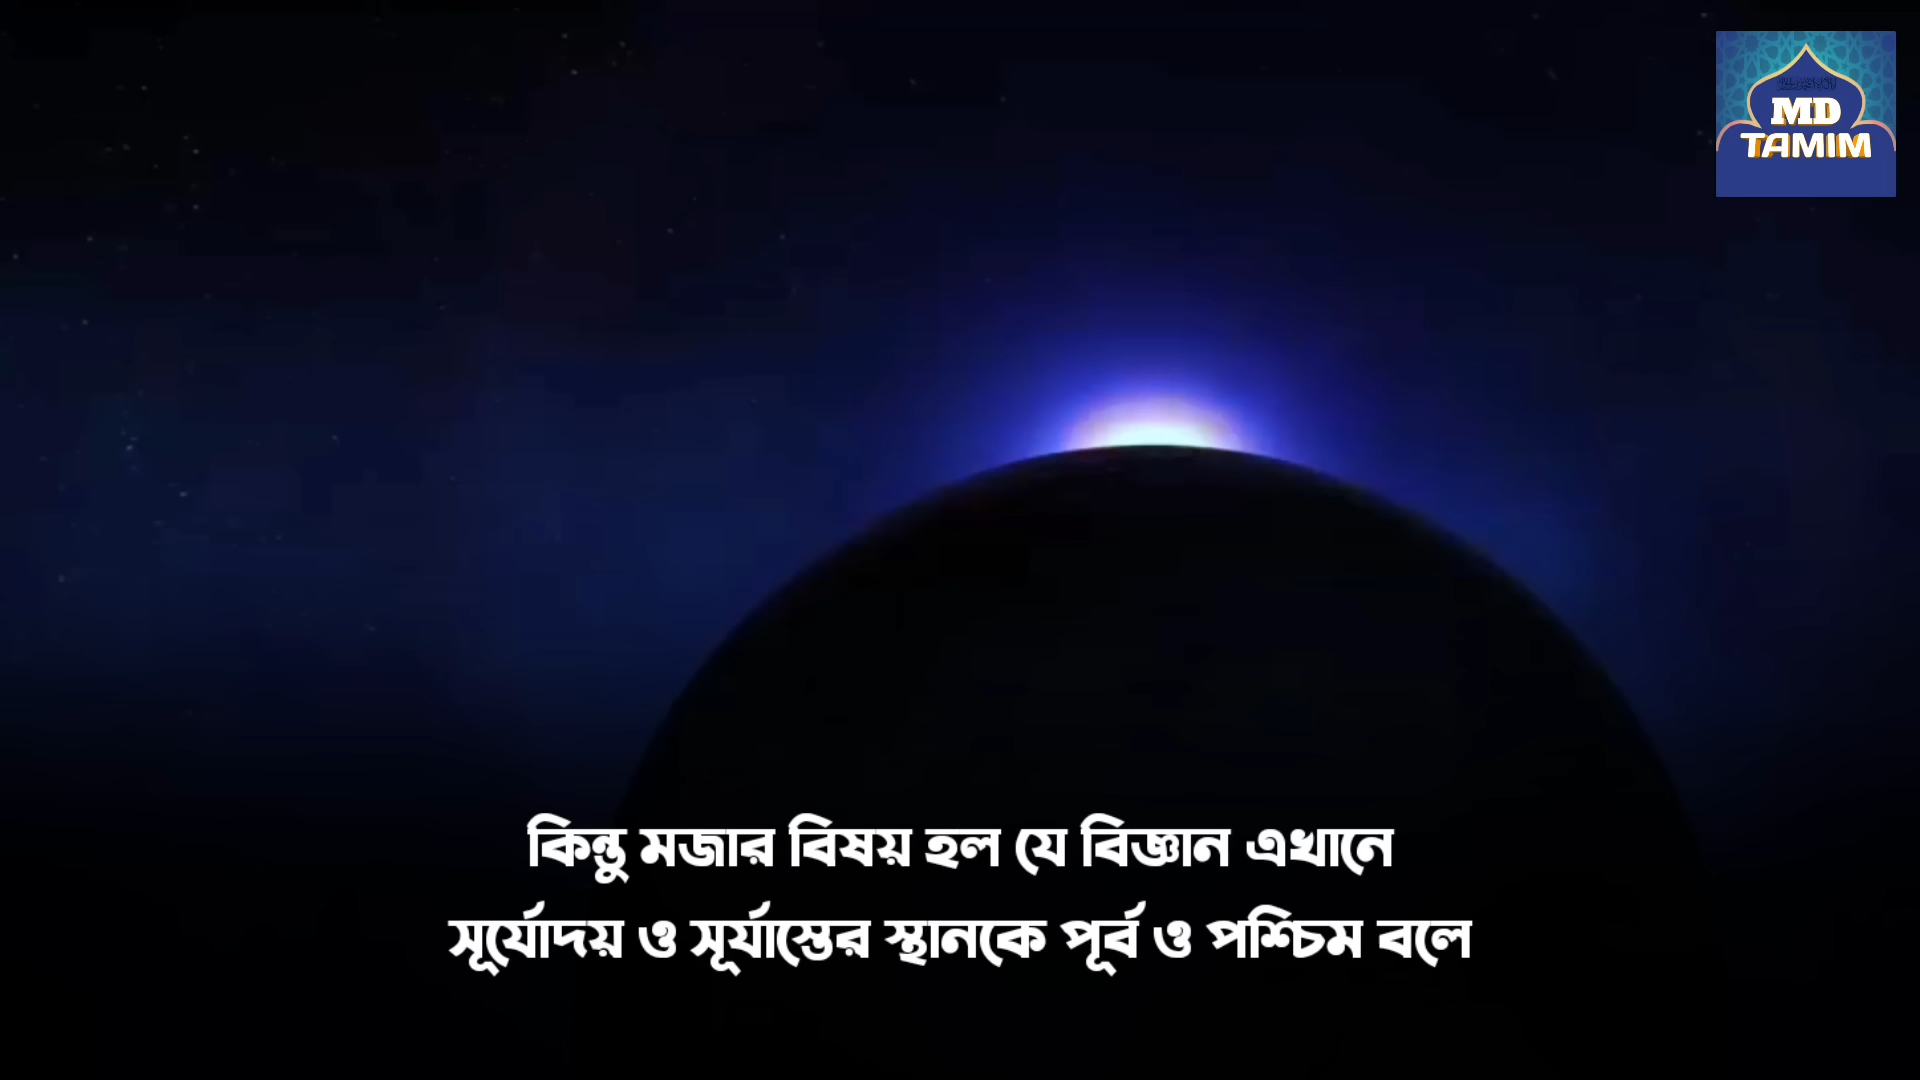 MD
TAMIM
কিন্তু মজার বিষয় হল যে বিজ্ঞান এখানে
সূর্যোদয় ও সূর্যাস্তের স্থানকে পূর্ব ও পশ্চিম বলে